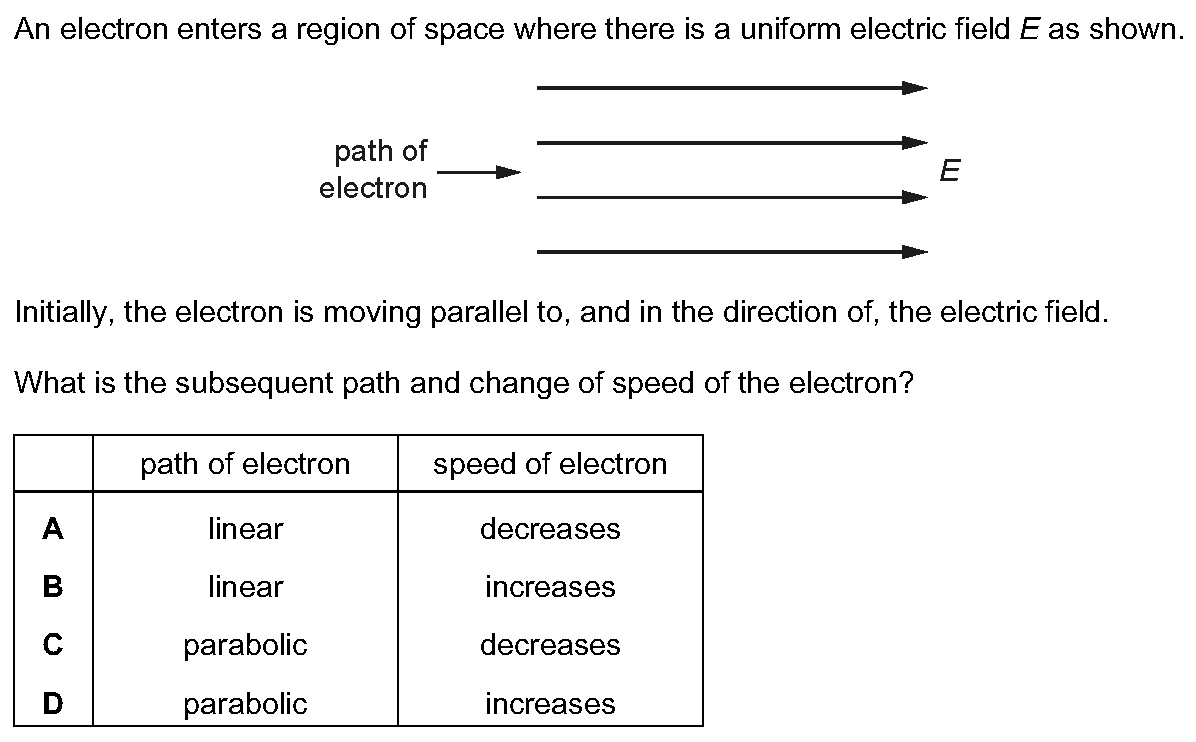 An electron enters a region of space where there is a uniform electric field E as shown.
path of
electron
E
Initially, the electron is moving parallel to, and in the direction of, the electric field.
What is the subsequent path and change of speed of the electron?
path of electron speed of electron
A linear decreases
B linear increases
C parabolic decreases
D parabolic increases